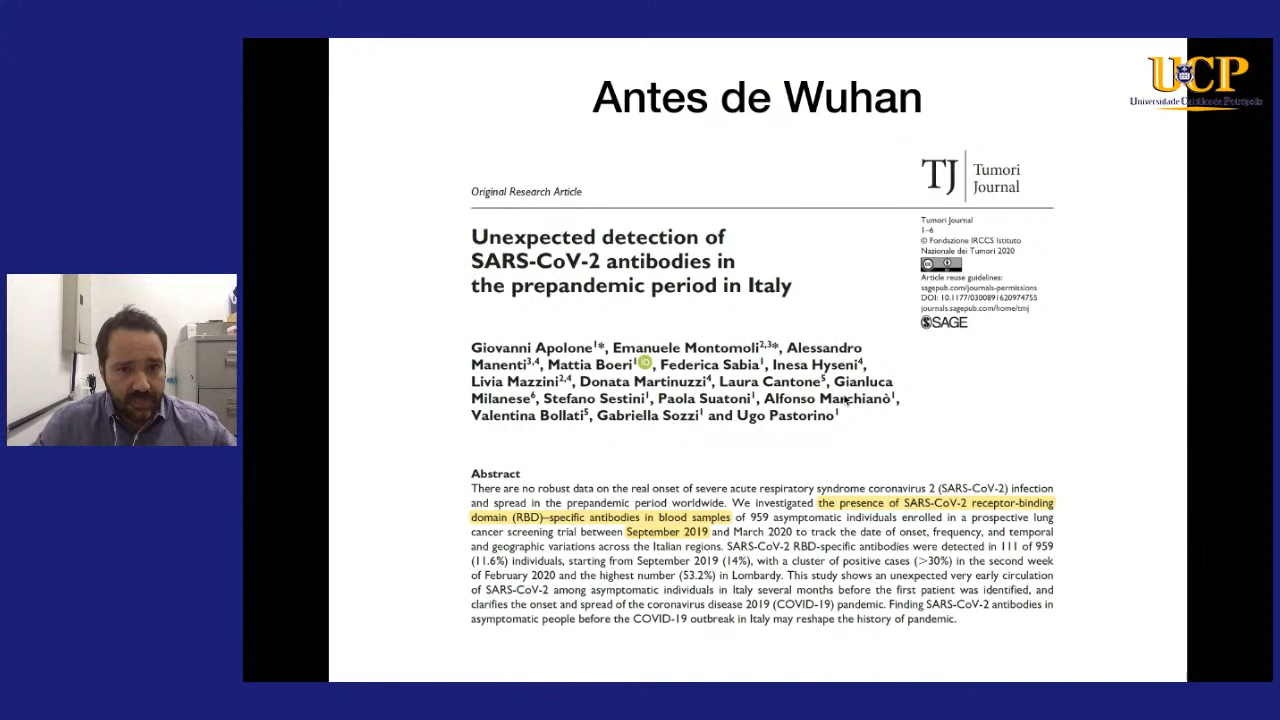 Antes de Wuhan
UCP
Universidade Católica de Petrópolis
TJ
Tumori
Journal
Original Research Article
Unexpected detection of
SARS-CoV-2 antibodies in
the prepandemic period in Italy
Tumori Journal
1–6
© Fondazione IRCCS Istituto
Nazionale dei Tumori 2020
Article reuse guidelines:
sagepub.com/journals-permissions
DOI: 10.1177/0300891620974755
journals.sagepub.com/home/tmj
SAGE
Giovanni Apolone1*, Emanuele Montomoli2,3*, Alessandro
Manenti3,4, Mattia Boeri1 iD, Federica Sabia1, Inesa Hyseni4,
Livia Mazzini2,4, Donata Martinuzzi4, Laura Cantone5, Gianluca
Milanese6, Stefano Sestini1, Paola Suatoni1, Alfonso Marchianò1,
Valentina Bollati5, Gabriella Sozzi1 and Ugo Pastorino1
Abstract
There are no robust data on the real onset of severe acute respiratory syndrome coronavirus 2 (SARS-CoV-2) infection
and spread in the prepandemic period worldwide. We investigated the presence of SARS-CoV-2 receptor-binding
domain (RBD)–specific antibodies in blood samples of 959 asymptomatic individuals enrolled in a prospective lung
cancer screening trial between September 2019 and March 2020 to track the date of onset, frequency, and temporal
and geographic variations across the Italian regions. SARS-CoV-2 RBD-specific antibodies were detected in 111 of 959
(11.6%) individuals, starting from September 2019 (14%), with a cluster of positive cases (>30%) in the second week
of February 2020 and the highest number (53.2%) in Lombardy. This study shows an unexpected very early circulation
of SARS-CoV-2 among asymptomatic individuals in Italy several months before the first patient was identified, and
clarifies the onset and spread of the coronavirus disease 2019 (COVID-19) pandemic. Finding SARS-CoV-2 antibodies in
asymptomatic people before the COVID-19 outbreak in Italy may reshape the history of pandemic.